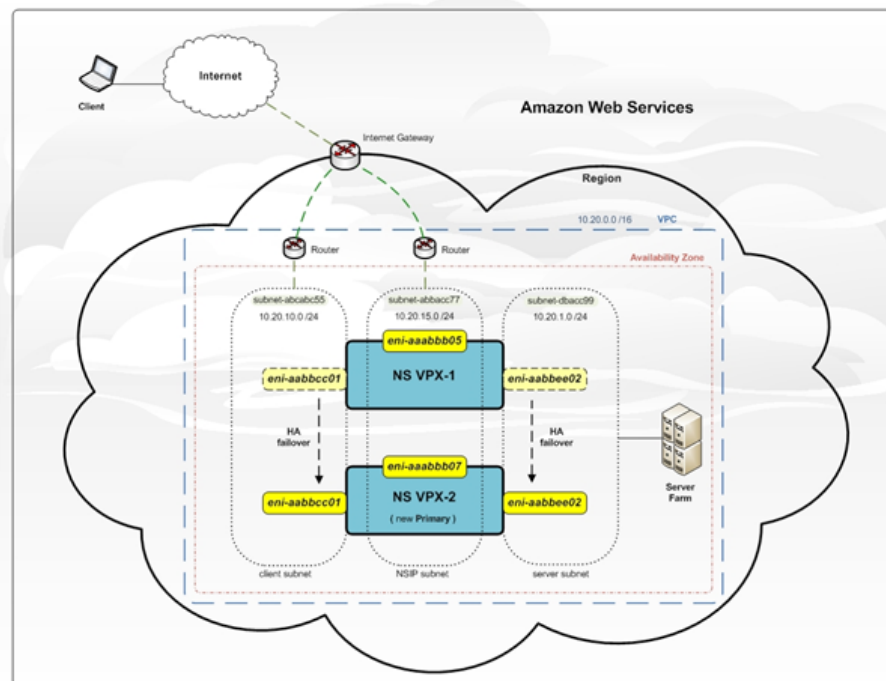 Internet
Client
Amazon Web Services
Internet Gateway
Region
10.20.0.0 /16 VPC
Router
Router
Availability Zone
subnet-abcabc55
10.20.10.0 /24
subnet-abbacc77
10.20.15.0 /24
subnet-dbacc99
10.20.1.0 /24
eni-aaabbb05
NS VPX-1
eni-aabbcc01
eni-aabbee02
HA
failover
HA
failover
eni-aaabbb07
NS VPX-2
( new Primary )
eni-aabbcc01
eni-aabbee02
Server
Farm
client subnet
NSIP subnet
server subnet